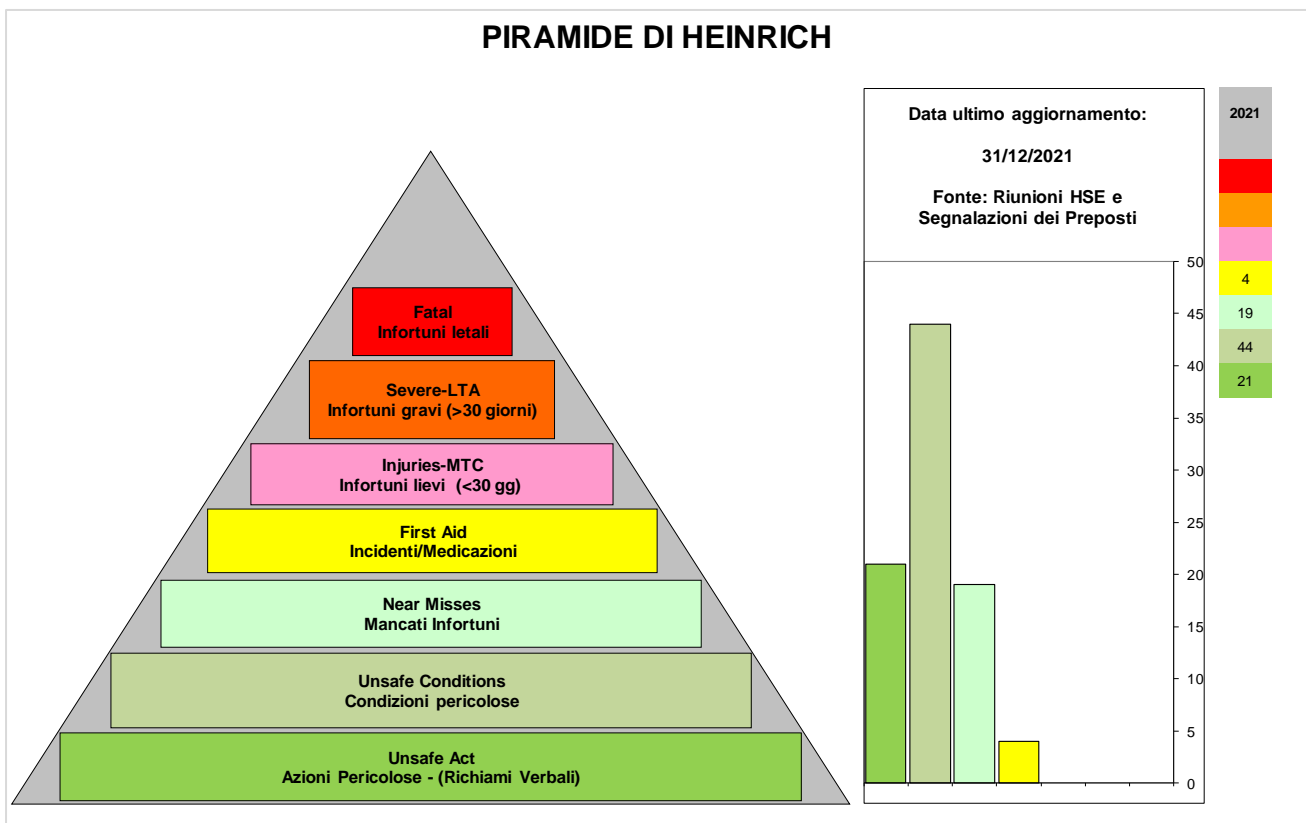 PIRAMIDE DI HEINRICH
Data ultimo aggiornamento:
31/12/2021
Fonte: Riunioni HSE e
Segnalazioni dei Preposti
2021
4
19
44
21
Fatal
Infortuni letali
Severe-LTA
Infortuni gravi (>30 giorni)
Injuries-MTC
Infortuni lievi (<30 gg)
First Aid
Incidenti/Medicazioni
Near Misses
Mancati Infortuni
Unsafe Conditions
Condizioni pericolose
Unsafe Act
Azioni Pericolose - (Richiami Verbali)
50
45
40
35
30
25
20
15
10
5
0